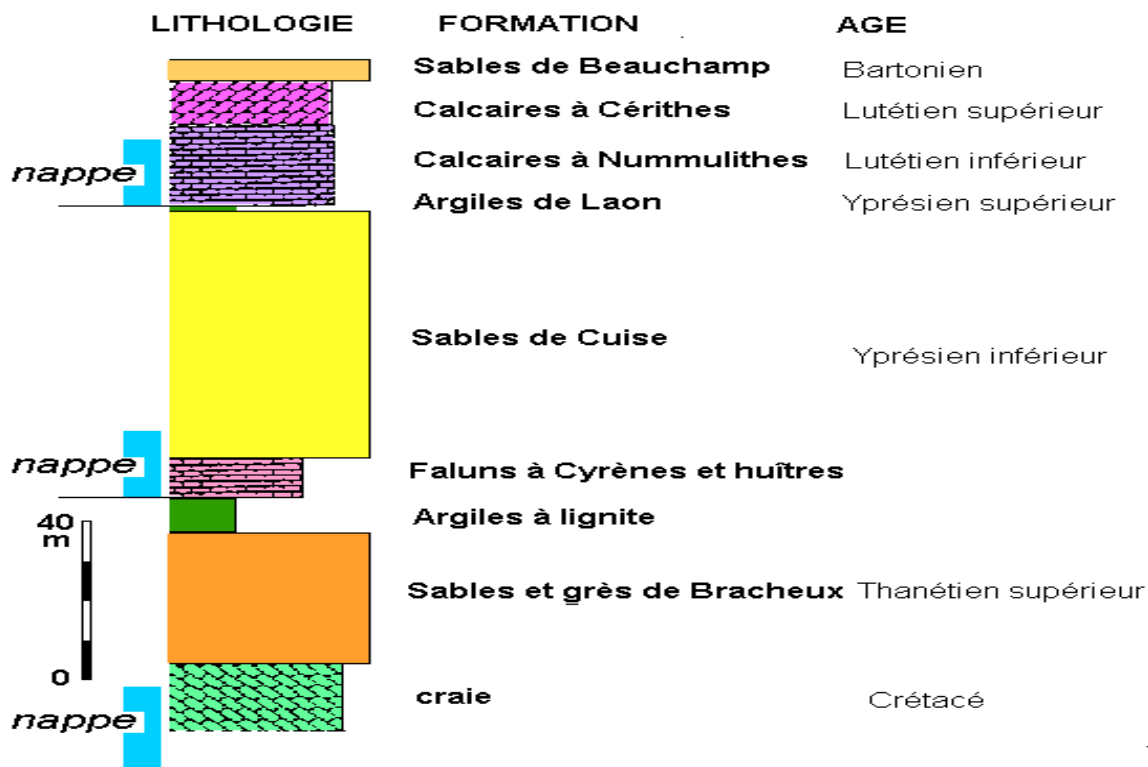 LITHOLOGIE FORMATION AGE
Sables de Beauchamp Bartonien
Calcaires à Cérithes Lutétien supérieur
nappe Calcaires à Nummulithes Lutétien inférieur
Argiles de Laon Yprésien supérieur
Sables de Cuise Yprésien inférieur
nappe Faluns à Cyrènes et huîtres
40 Argiles à lignite
m
Sables et grès de Bracheux Thanétien supérieur
0
nappe craie Crétacé